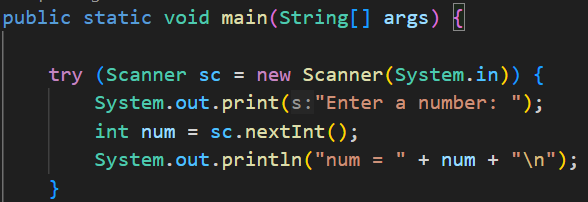 public static void main(String[] args) {
try (Scanner sc = new Scanner(System.in)) {
System.out.print(s:"Enter a number: ");
int num = sc.nextInt();
System.out.println("num = " + num + "\n");
}